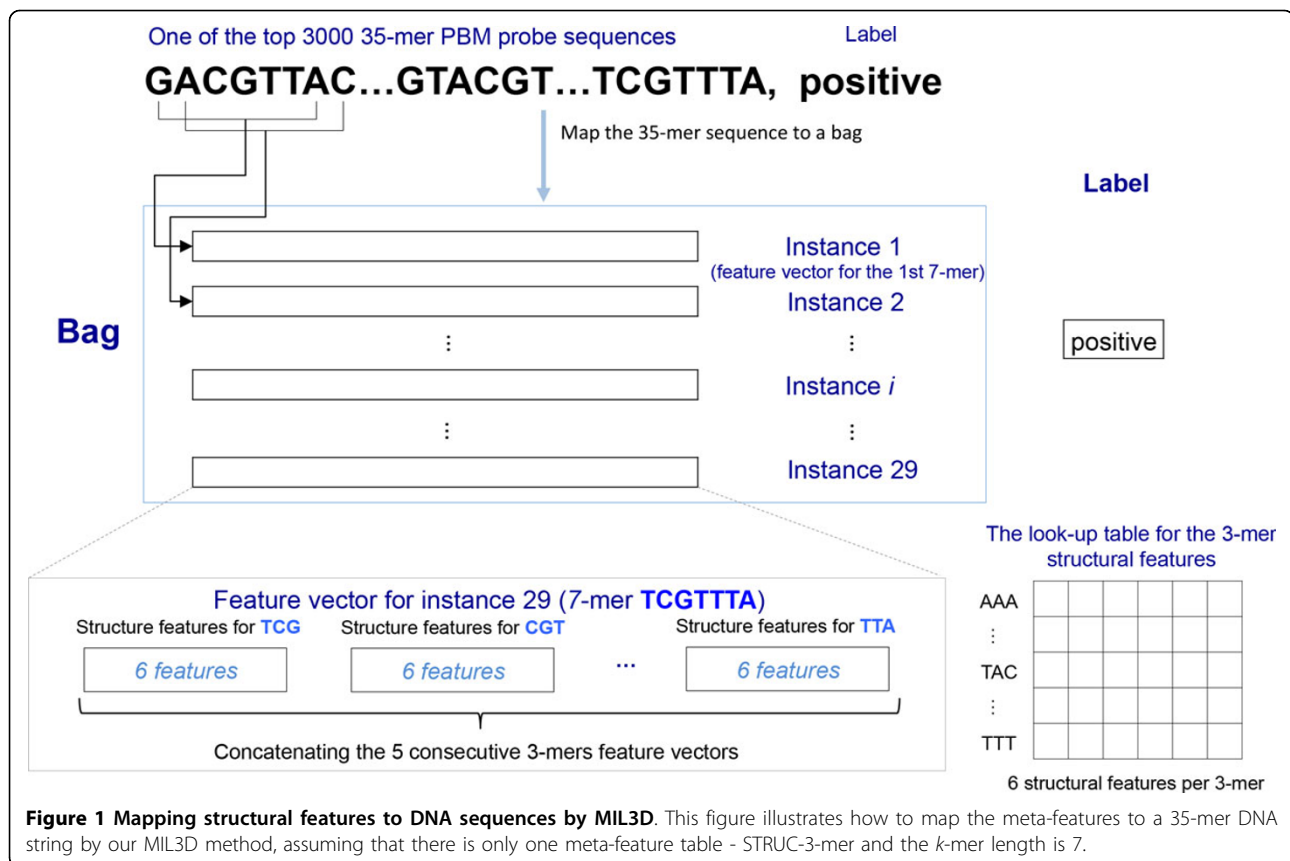 One of the top 3000 35-mer PBM probe sequences
Label
GACGTTAC...GTACGT...TCGTTTA, positive
Map the 35-mer sequence to a bag
Label
Bag
Instance 1
(feature vector for the 1st 7-mer)
Instance 2
⋮
⋮
Instance i
⋮
⋮
Instance 29
positive
Feature vector for instance 29 (7-mer TCGTTTA)
Structure features for TCG
Structure features for CGT
Structure features for TTA
6 features
6 features
...
6 features
Concatenating the 5 consecutive 3-mers feature vectors
The look-up table for the 3-mer
structural features
AAA
⋮
TAC
⋮
TTT
6 structural features per 3-mer
Figure 1 Mapping structural features to DNA sequences by MIL3D. This figure illustrates how to map the meta-features to a 35-mer DNA
string by our MIL3D method, assuming that there is only one meta-feature table - STRUC-3-mer and the k-mer length is 7.